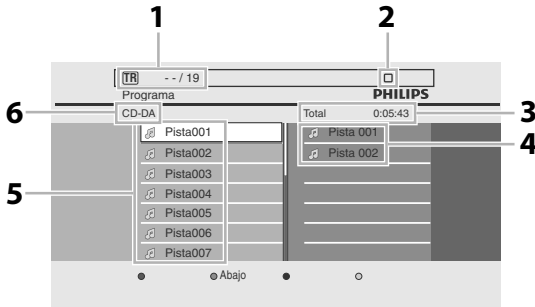 1
2
TR - - / 19
Programa
PHILIPS
6
CD-DA
Total 0:05:43
3
Pista001
Pista 001
Pista002
Pista 002
4
Pista003
5
Pista004
Pista005
Pista006
Pista007
Abajo